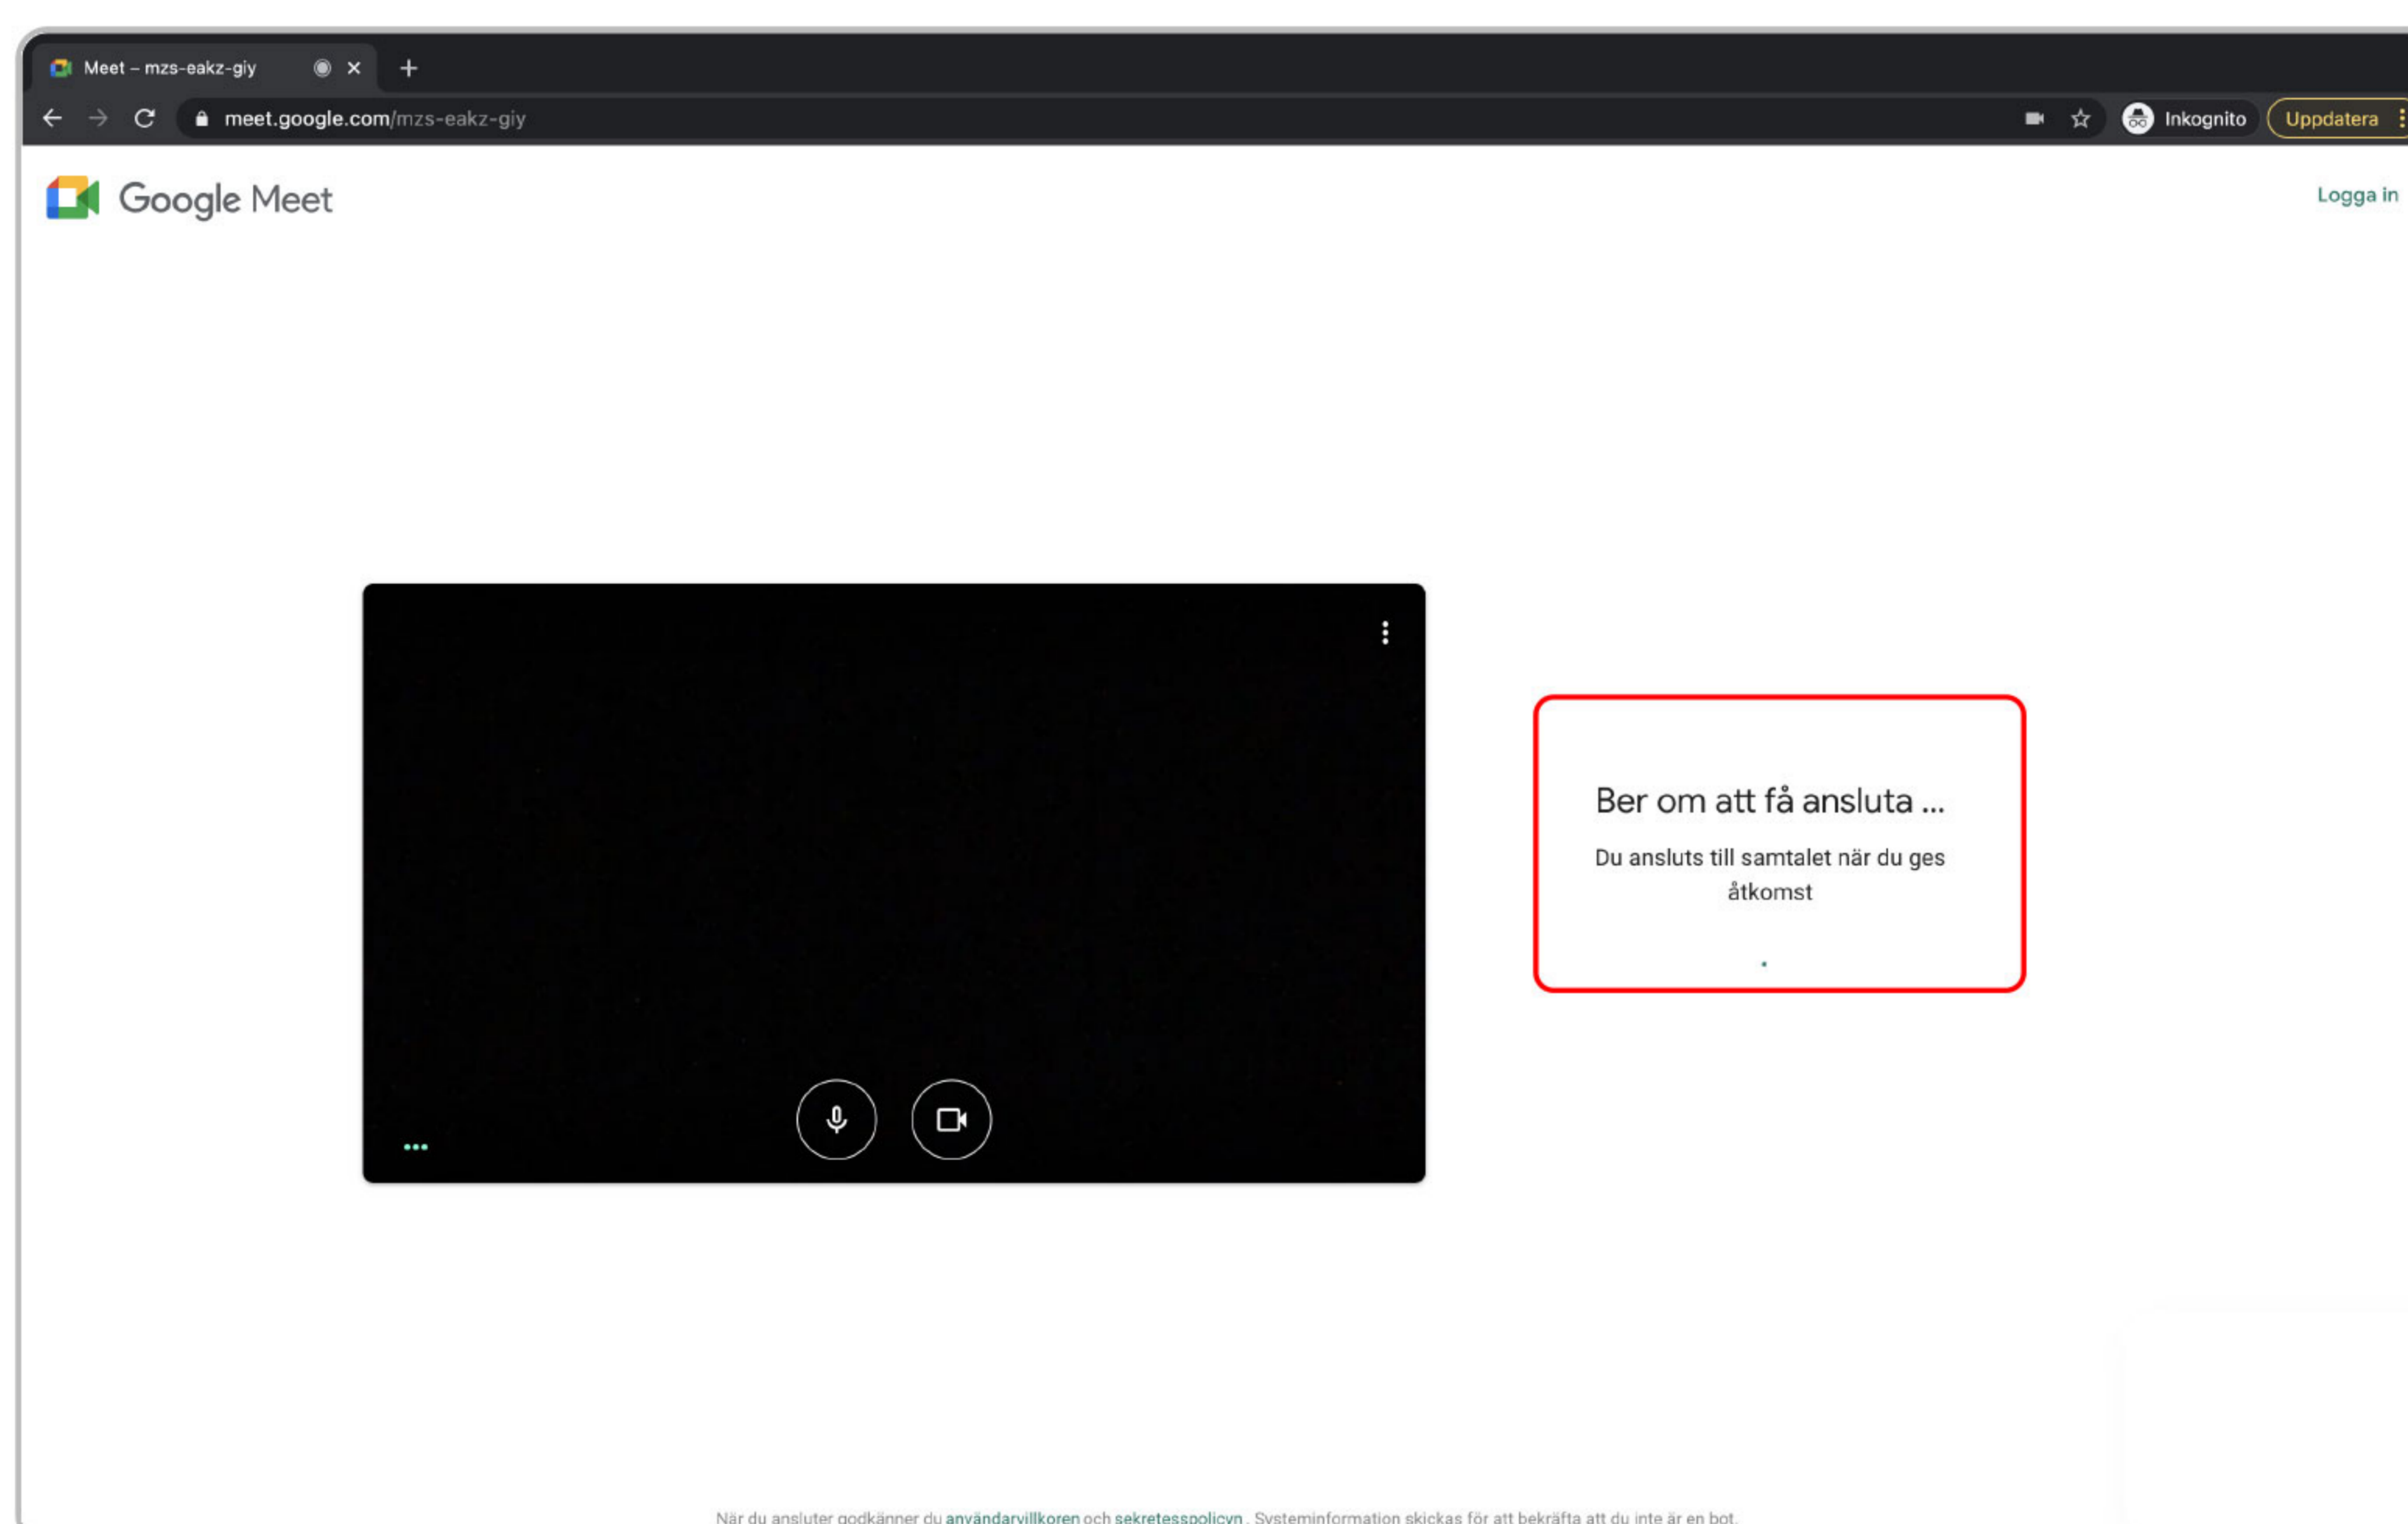 Meet – mzs-eakz-giy
meet.google.com/mzs-eakz-giy
Inkognito
Uppdatera
Google Meet
Logga in
Ber om att få ansluta ...
Du ansluts till samtalet när du ges
åtkomst
När du ansluter godkänner du användarvillkoren och sekretesspolicyn. Systeminformation skickas för att bekräfta att du inte är en bot.